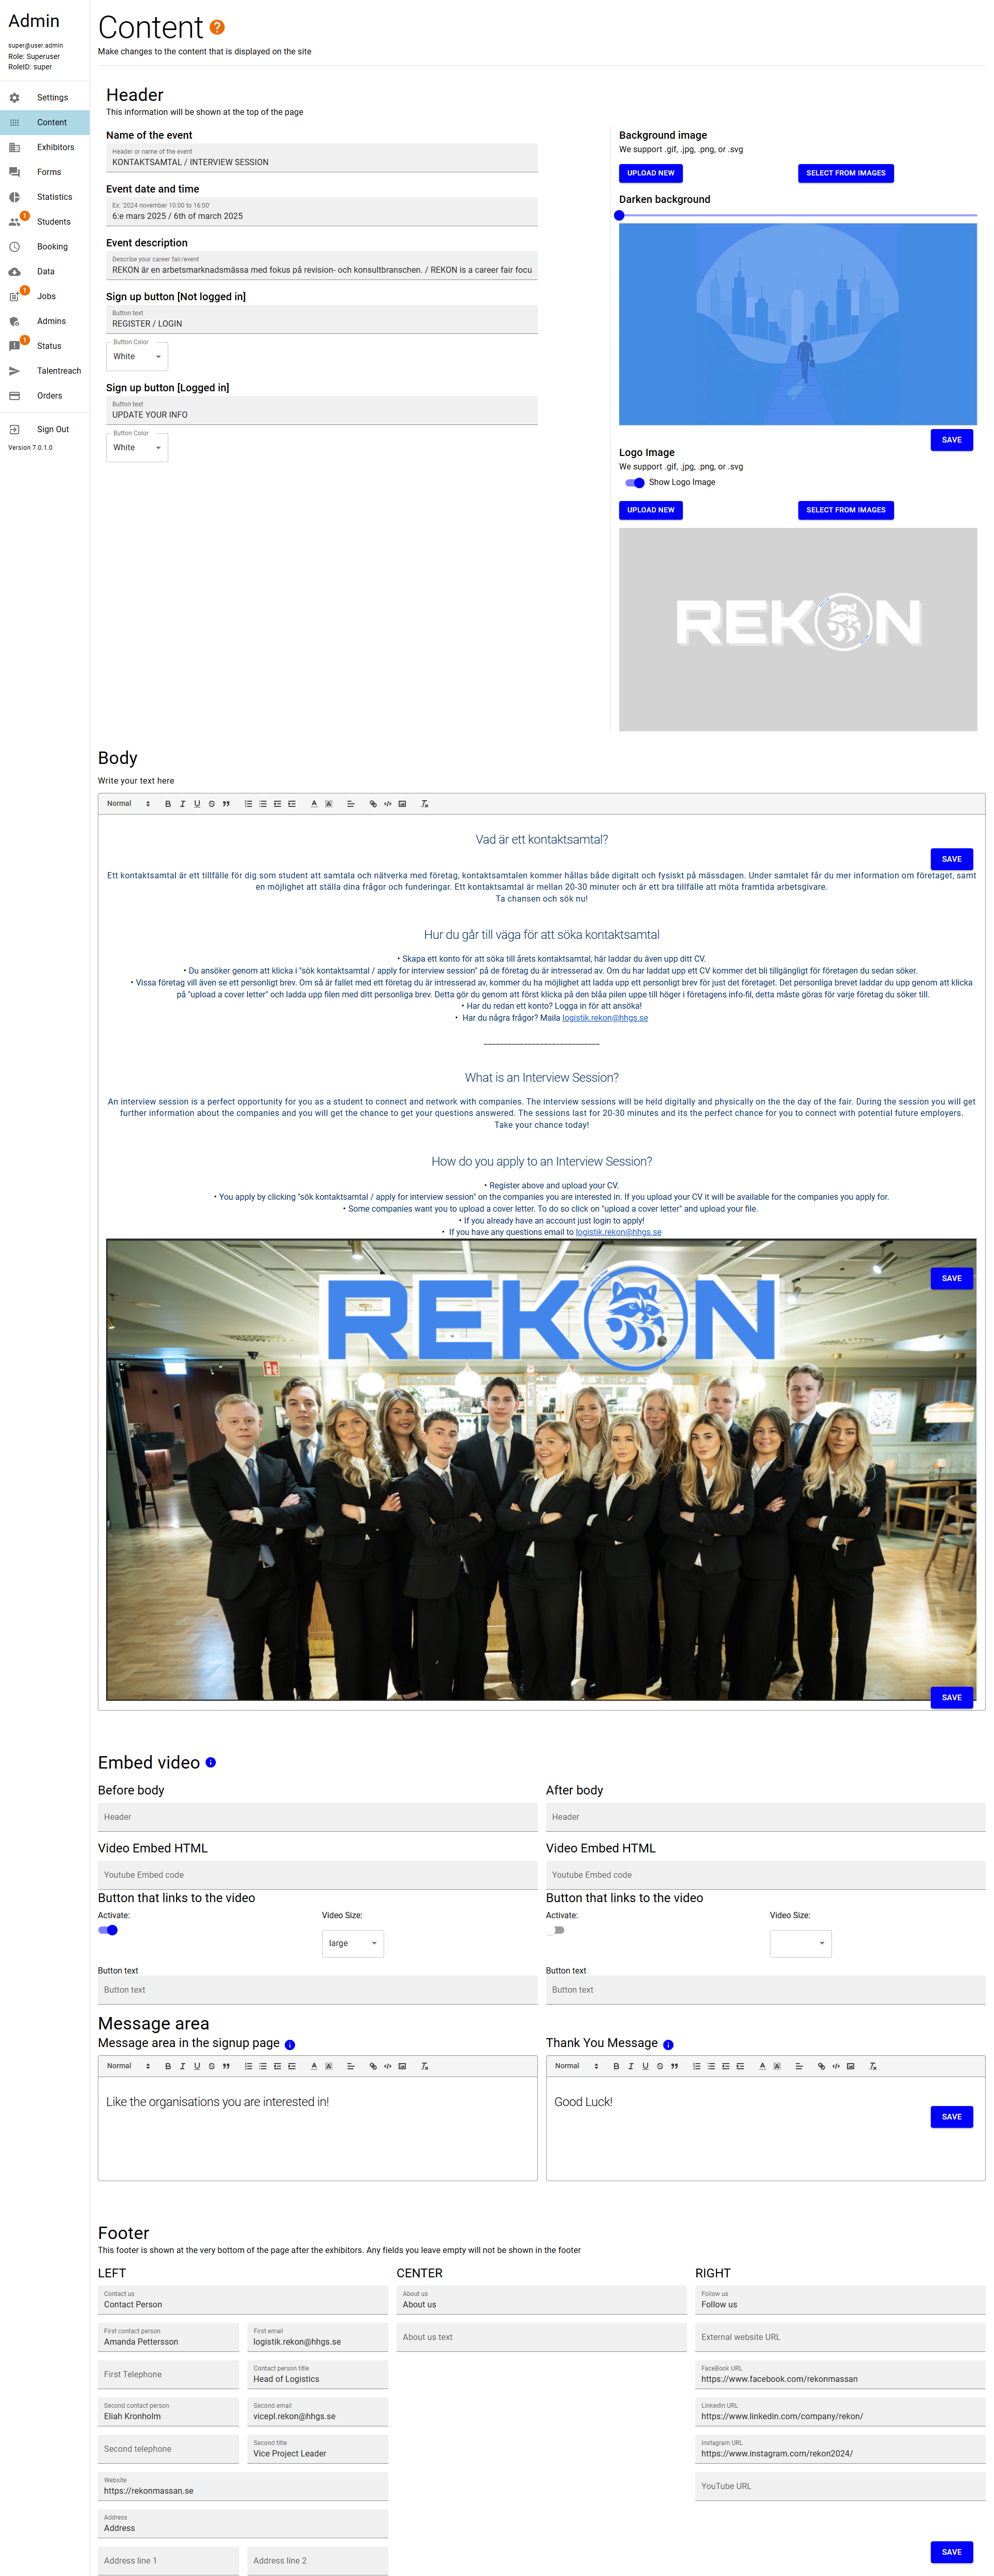 Admin
super@user.admin
Role: Superuser
RoleID: super
Settings
Content
Exhibitors
Forms
Statistics
1
Students
Booking
Data
1
Jobs
Admins
1
Status
Talentreach
Orders
Sign Out
Version 7.0.1.0
Content ?
Make changes to the content that is displayed on the site
Header
This information will be shown at the top of the page
Name of the event
Header or name of the event
KONTAKTSAMTAL / INTERVIEW SESSION
Event date and time
Ex: '2024 november 10:00 to 16:00'
6:e mars 2025 / 6th of march 2025
Event description
Describe your career fair/event
REKON är en arbetsmarknadsmässa med fokus på revision- och konsultbranschen. / REKON is a career fair focu
Sign up button [Not logged in]
Button text
REGISTER / LOGIN
Button Color
White
Sign up button [Logged in]
Button text
UPDATE YOUR INFO
Button Color
White
Background image
We support .gif, .jpg, .png, or .svg
UPLOAD NEW
SELECT FROM IMAGES
Darken background
SAVE
Logo Image
We support .gif, .jpg, .png, or .svg
Show Logo Image
UPLOAD NEW
SELECT FROM IMAGES
REKON
Body
Write your text here
Normal
Vad är ett kontaktsamtal?
SAVE
Ett kontaktsamtal är ett tillfälle för dig som student att samtala och nätverka med företag, kontaktsamtalen kommer hållas både digitalt och fysiskt på mässdagen. Under samtalet får du mer information om företaget, samt
en möjlighet att ställa dina frågor och funderingar. Ett kontaktsamtal är mellan 20-30 minuter och är ett bra tillfälle att möta framtida arbetsgivare.
Ta chansen och sök nu!
Hur du går till väga för att söka kontaktsamtal
• Skapa ett konto för att söka till årets kontaktsamtal, här laddar du även upp ditt CV.
• Du ansöker genom att klicka i "sök kontaktsamtal / apply for interview session" på de företag du är intresserad av. Om du har laddat upp ett CV kommer det bli tillgängligt för företagen du sedan söker.
• Vissa företag vill även se ett personligt brev. Om så är fallet med ett företag du är intresserad av, kommer du ha möjlighet att ladda upp ett personligt brev för just det företaget. Det personliga brevet laddar du upp genom att klicka
på "upload a cover letter" och ladda upp filen med ditt personliga brev. Detta gör du genom att först klicka på den blåa pilen uppe till höger i företagens info-fil, detta måste göras för varje företag du söker till.
• Har du redan ett konto? Logga in för att ansöka!
• Har du några frågor? Maila logistik.rekon@hhgs.se
_____________________________
What is an Interview Session?
An interview session is a perfect opportunity for you as a student to connect and network with companies. The interview sessions will be held digitally and physically on the day of the fair. During the session you will get
further information about the companies and you will get the chance to get your questions answered. The sessions last for 20-30 minutes and its the perfect chance for you to connect with potential future employers.
Take your chance today!
How do you apply to an Interview Session?
• Register above and upload your CV.
• You apply by clicking "sök kontaktsamtal / apply for interview session" on the companies you are interested in. If you upload your CV it will be available for the companies you apply for.
• Some companies want you to upload a cover letter. To do so click on "upload a cover letter" and upload your file.
• If you already have an account just login to apply!
• If you have any questions email to logistik.rekon@hhgs.se
SAVE
REKON
SAVE
Embed video
Before body
Header
Video Embed HTML
Youtube Embed code
Button that links to the video
Activate:
Video Size:
large
Button text
Button text
After body
Header
Video Embed HTML
Youtube Embed code
Button that links to the video
Activate:
Video Size:
Button text
Button text
Message area
Message area in the signup page
Normal
Like the organisations you are interested in!
Thank You Message
Normal
Good Luck!
SAVE
Footer
This footer is shown at the very bottom of the page after the exhibitors. Any fields you leave empty will not be shown in the footer
LEFT
Contact us
Contact Person
First contact person
Amanda Pettersson
First email
logistik.rekon@hhgs.se
First Telephone
Contact person title
Head of Logistics
Second contact person
Eliah Kronholm
Second email
vicepl.rekon@hhgs.se
Second telephone
Second title
Vice Project Leader
Website
https://rekonmassan.se
Address
Address
Address line 1
Address line 2
CENTER
About us
About us
About us text
RIGHT
Follow us
Follow us
External website URL
FaceBook URL
https://www.facebook.com/rekonmassan
LinkedIn URL
https://www.linkedin.com/company/rekon/
Instagram URL
https://www.instagram.com/rekon2024/
YouTube URL
SAVE